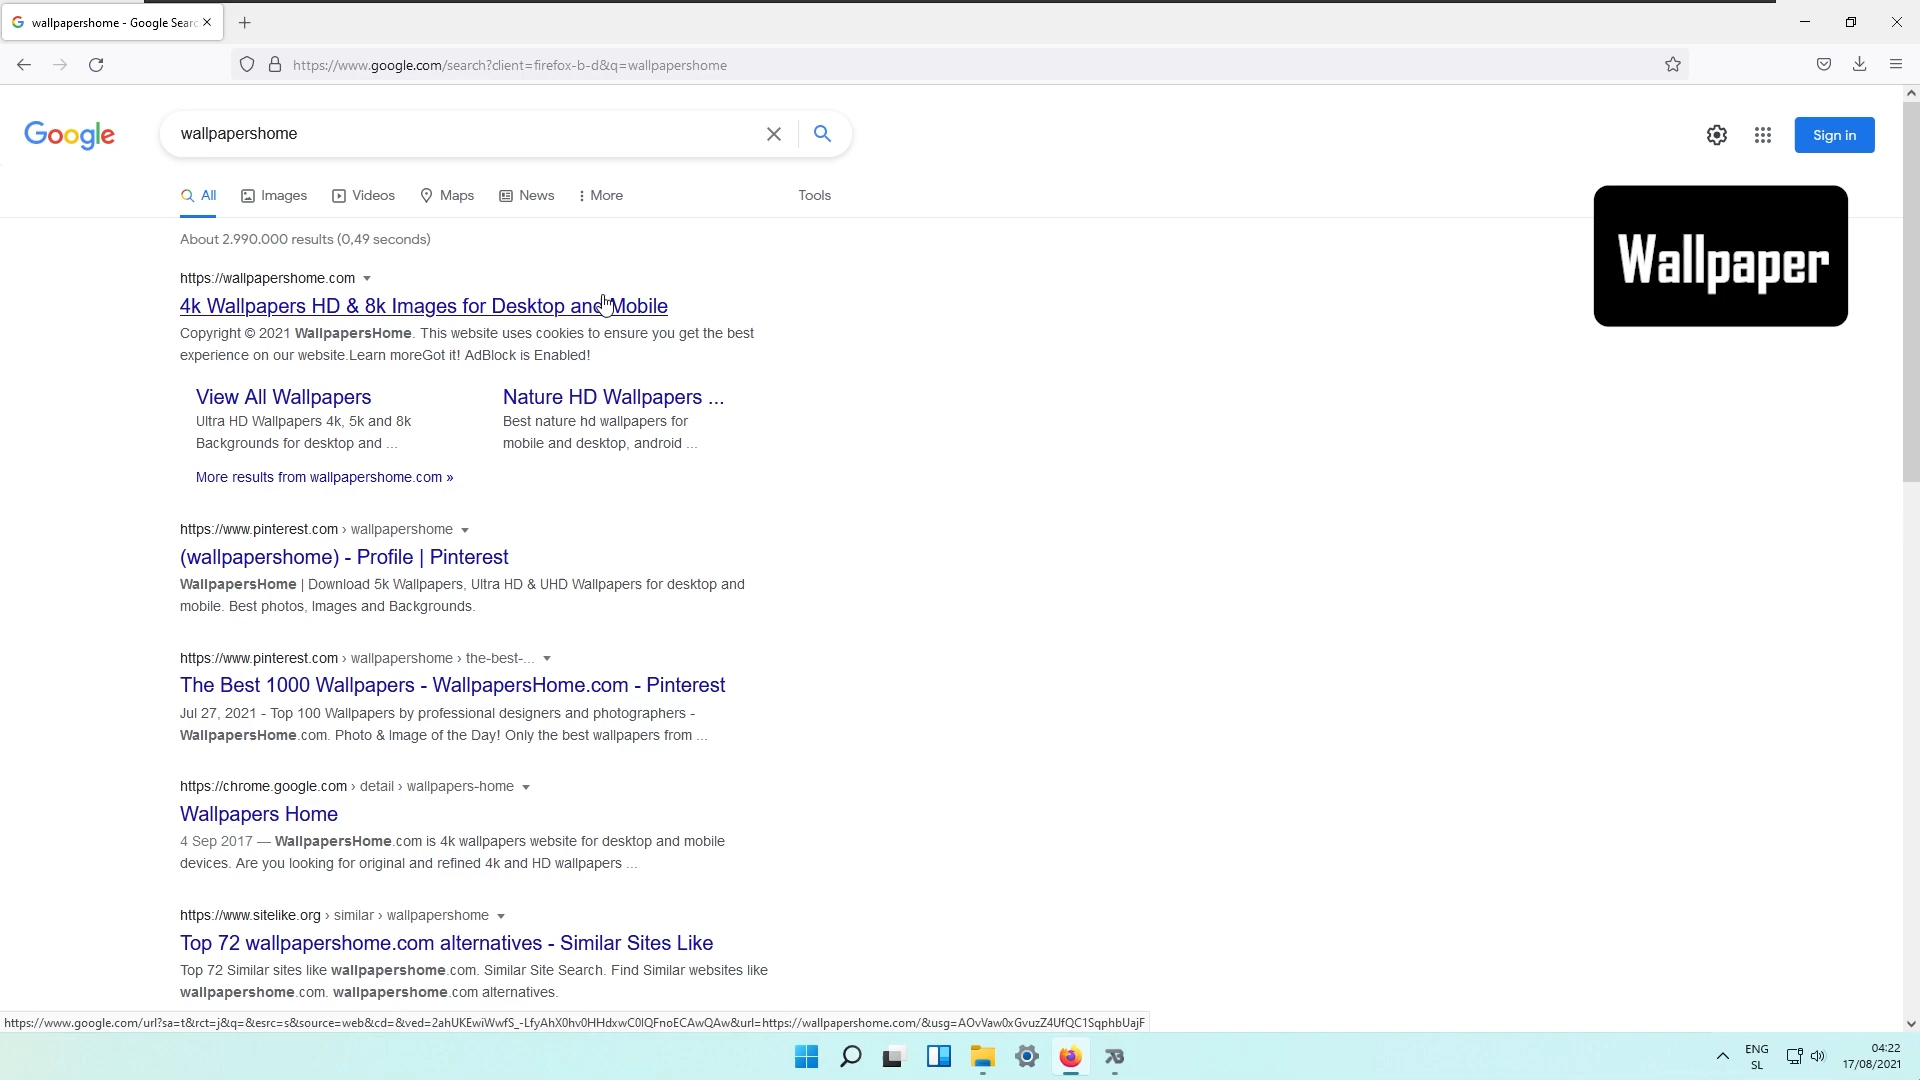 wallpapershome - Google Searc
https://www.google.com/search?client=firefox-b-d&q=wallpapershome
Google
wallpapershome
Sign in
All
Images
Videos
Maps
News
More
Tools
Wallpaper
About 2.990.000 results (0,49 seconds)
https://wallpapershome.com
4k Wallpapers HD & 8k Images for Desktop and Mobile
Copyright © 2021 WallpapersHome. This website uses cookies to ensure you get the best
experience on our website.Learn moreGot it! AdBlock is Enabled!
View All Wallpapers
Ultra HD Wallpapers 4k, 5k and 8k
Backgrounds for desktop and ...
Nature HD Wallpapers ...
Best nature hd wallpapers for
mobile and desktop, android ...
More results from wallpapershome.com »
https://www.pinterest.com › wallpapershome
(wallpapershome) - Profile | Pinterest
WallpapersHome | Download 5k Wallpapers, Ultra HD & UHD Wallpapers for desktop and
mobile. Best photos, Images and Backgrounds.
https://www.pinterest.com › wallpapershome › the-best-...
The Best 1000 Wallpapers - WallpapersHome.com - Pinterest
Jul 27, 2021 - Top 100 Wallpapers by professional designers and photographers -
WallpapersHome.com. Photo & Image of the Day! Only the best wallpapers from ...
https://chrome.google.com › detail › wallpapers-home
Wallpapers Home
4 Sep 2017 — WallpapersHome.com is 4k wallpapers website for desktop and mobile
devices. Are you looking for original and refined 4k and HD wallpapers ...
https://www.sitelike.org › similar › wallpapershome
Top 72 wallpapershome.com alternatives - Similar Sites Like
Top 72 Similar sites like wallpapershome.com. Similar Site Search. Find Similar websites like
wallpapershome.com. wallpapershome.com alternatives.
https://www.google.com/url?sa=t&rct=j&q=&esrc=s&source=web&cd=&ved=2ahUKEwiWwfS_-LfyAhX0hv0HHdxwC0IQFnoECAwQAw&url=https://wallpapershome.com/&usg=AOvVaw0xGvuzZ4UfQC1SqphbUajF
ENG
SL
04:22
17/08/2021